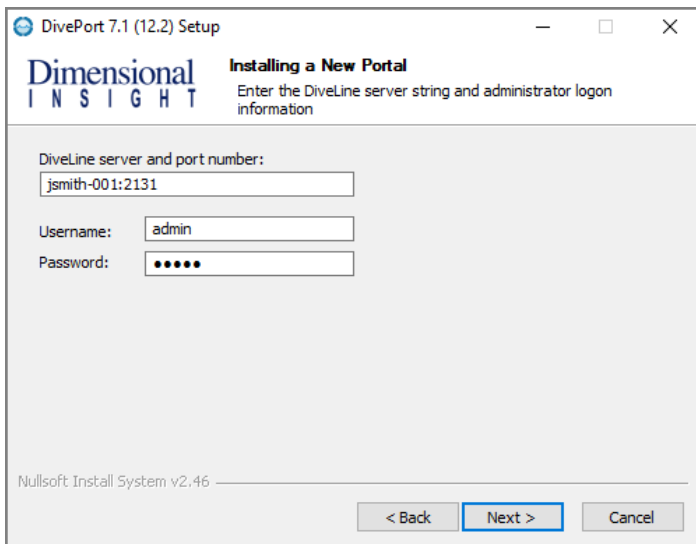 DivePort 7.1 (12.2) Setup
Dimensional
INSIGHT
Installing a New Portal
Enter the DiveLine server string and administrator logon
information
DiveLine server and port number:
jsmith-001:2131
Username: admin
Password: •••••
Nullsoft Install System v2.46
< Back Next > Cancel